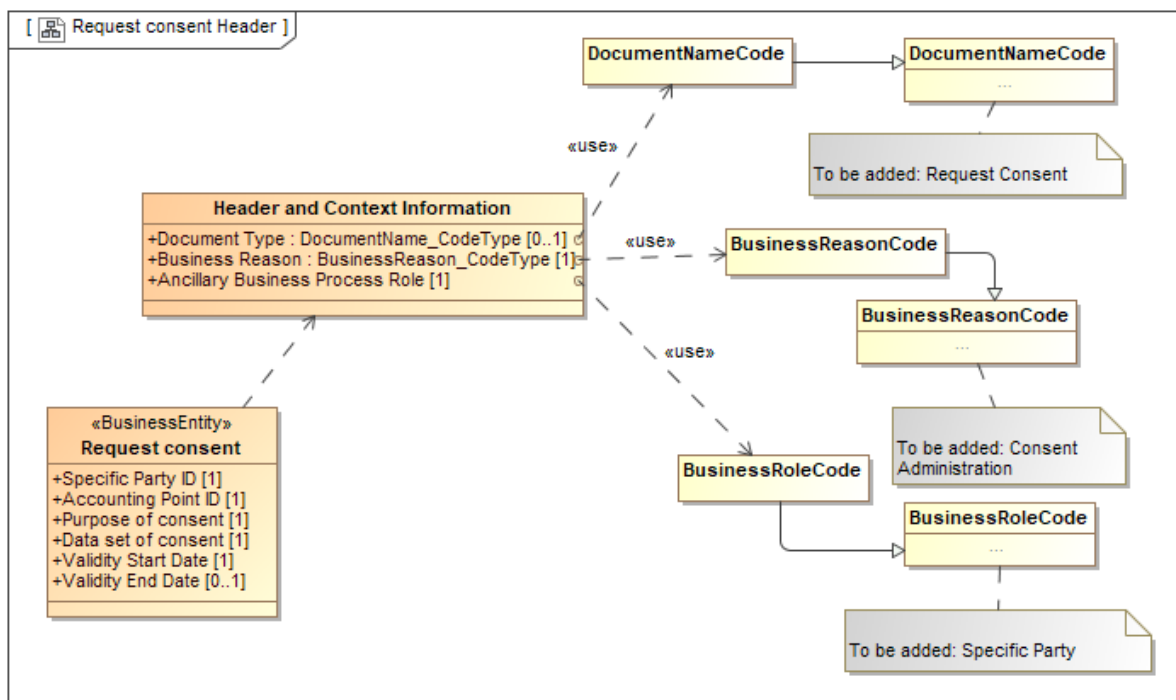 [ Request consent Header ]
DocumentNameCode
DocumentNameCode
...
«use»
To be added: Request Consent
Header and Context Information
+Document Type : DocumentName_CodeType [0..1]
+Business Reason : BusinessReason_CodeType [1]
+Ancillary Business Process Role [1]
«use»
BusinessReasonCode
BusinessReasonCode
...
«use»
To be added: Consent
Administration
«BusinessEntity»
Request consent
+Specific Party ID [1]
+Accounting Point ID [1]
+Purpose of consent [1]
+Data set of consent [1]
+Validity Start Date [1]
+Validity End Date [0..1]
BusinessRoleCode
BusinessRoleCode
...
To be added: Specific Party